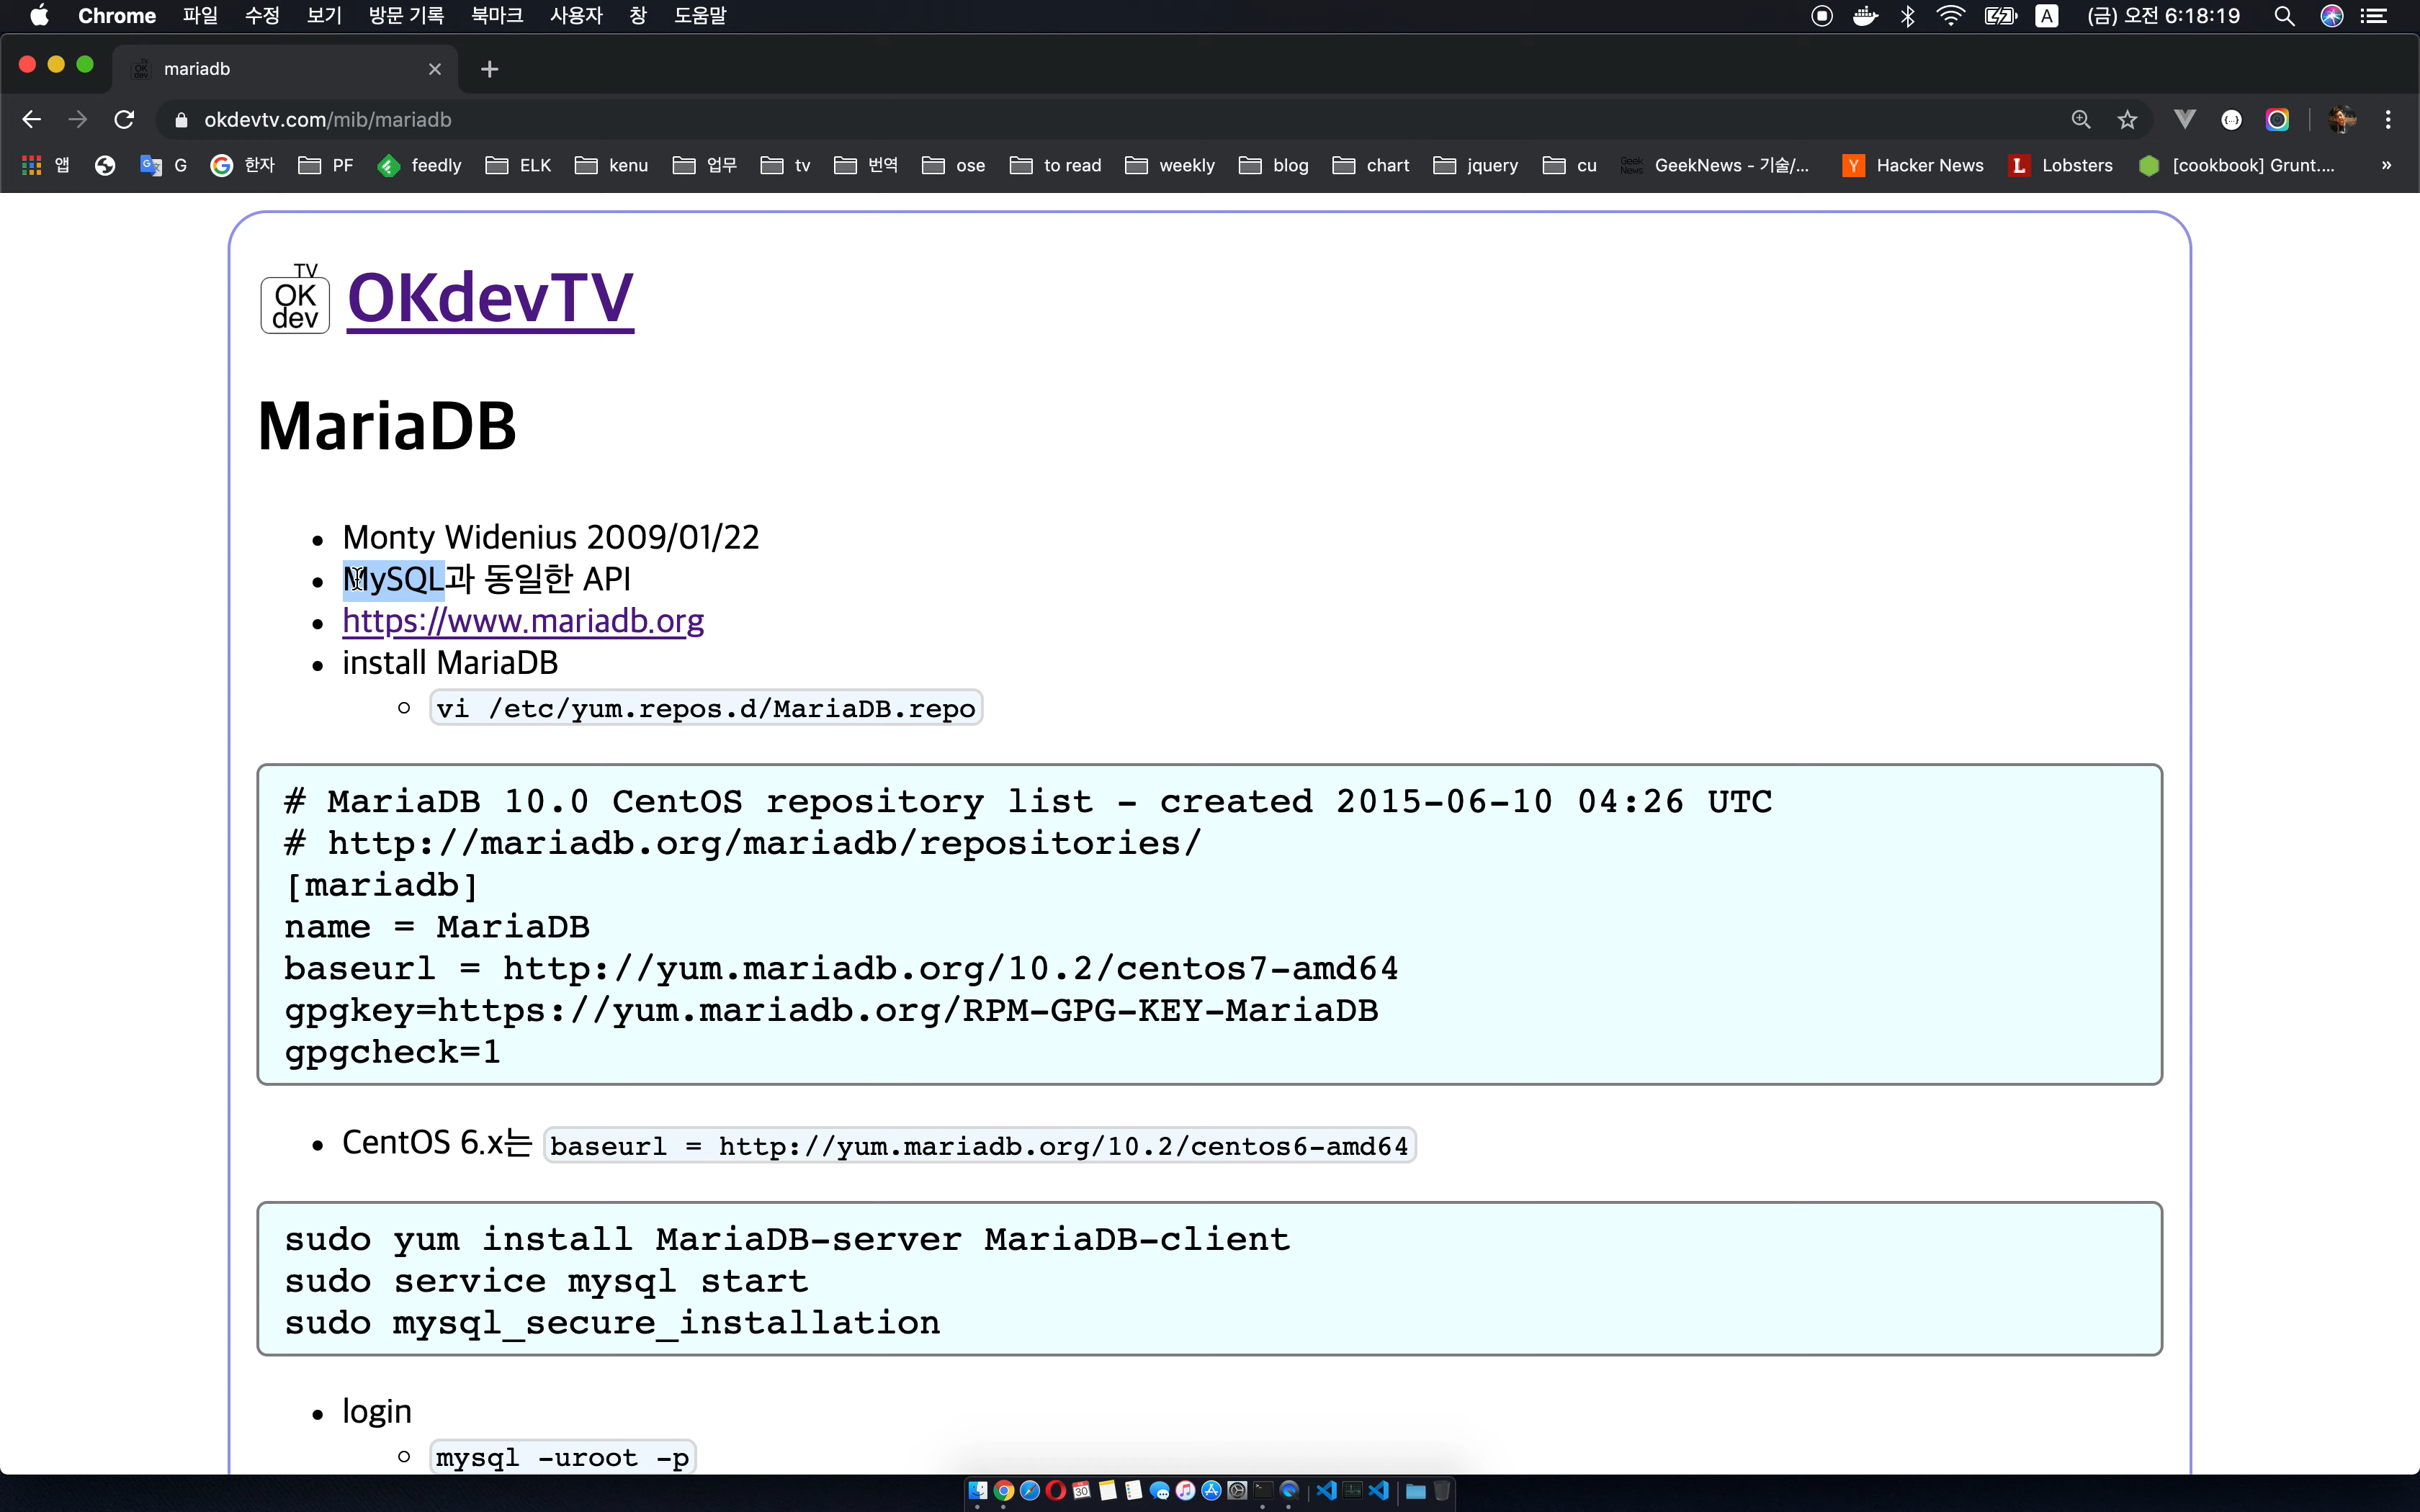 Chrome 파일 수정 보기 방문 기록 북마크 사용자 창 도움말 A (금) 오전 6:18:19
mariadb
okdevtv.com/mib/mariadb
앱 G 한자 PF feedly ELK kenu 업무 tv 번역 ose to read weekly blog chart jquery cu GeekNews - 기술/... Hacker News Lobsters [cookbook] Grunt.... »
TV
OK
dev
OKdevTV
MariaDB
Monty Widenius 2009/01/22
MySQL과 동일한 API
https://www.mariadb.org
install MariaDB
vi /etc/yum.repos.d/MariaDB.repo
# MariaDB 10.0 CentOS repository list - created 2015-06-10 04:26 UTC
# http://mariadb.org/mariadb/repositories/
[mariadb]
name = MariaDB
baseurl = http://yum.mariadb.org/10.2/centos7-amd64
gpgkey=https://yum.mariadb.org/RPM-GPG-KEY-MariaDB
gpgcheck=1
CentOS 6.x는 baseurl = http://yum.mariadb.org/10.2/centos6-amd64
sudo yum install MariaDB-server MariaDB-client
sudo service mysql start
sudo mysql_secure_installation
login
mysql -uroot -p